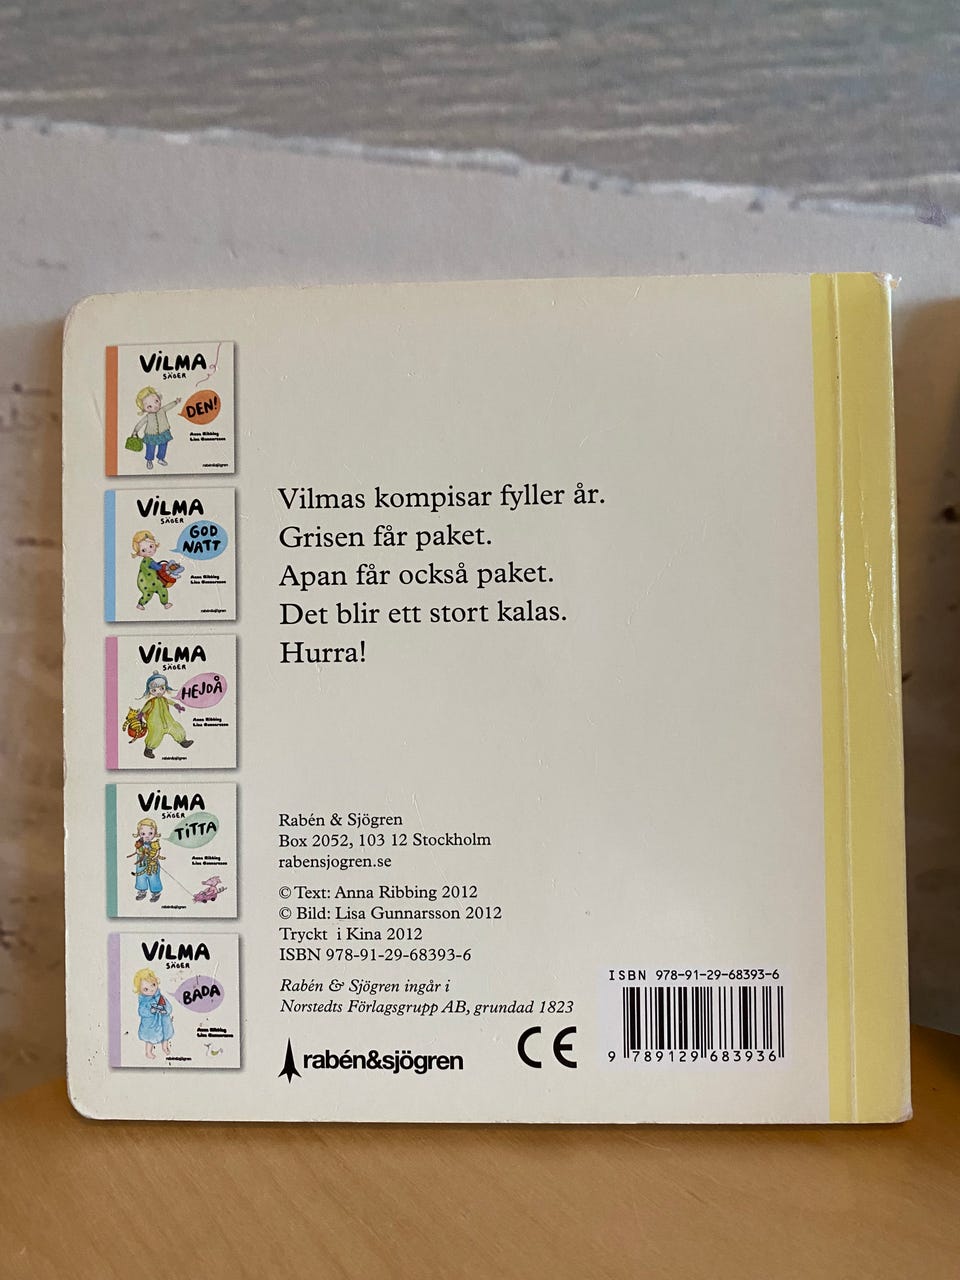 VILMA
SÄGER
DEN!
Anna Ribbing
Lisa Gunnarsson
rabén&sjögren
VILMA
SÄGER
GOD
NATT
Anna Ribbing
Lisa Gunnarsson
rabén&sjögren
VILMA
SÄGER
HEJDÅ
Anna Ribbing
Lisa Gunnarsson
rabén&sjögren
VILMA
SÄGER
TITTA
Anna Ribbing
Lisa Gunnarsson
rabén&sjögren
VILMA
SÄGER
BADA
Anna Ribbing
Lisa Gunnarsson
rabén&sjögren
Vilmas kompisar fyller år.
Grisen får paket.
Apan får också paket.
Det blir ett stort kalas.
Hurra!
Rabén & Sjögren
Box 2052, 103 12 Stockholm
rabensjogren.se
© Text: Anna Ribbing 2012
© Bild: Lisa Gunnarsson 2012
Tryckt i Kina 2012
ISBN 978-91-29-68393-6
Rabén & Sjögren ingår i
Norstedts Förlagsgrupp AB, grundad 1823
rabén&sjögren
CE
ISBN 978-91-29-68393-6
9 789129 683936